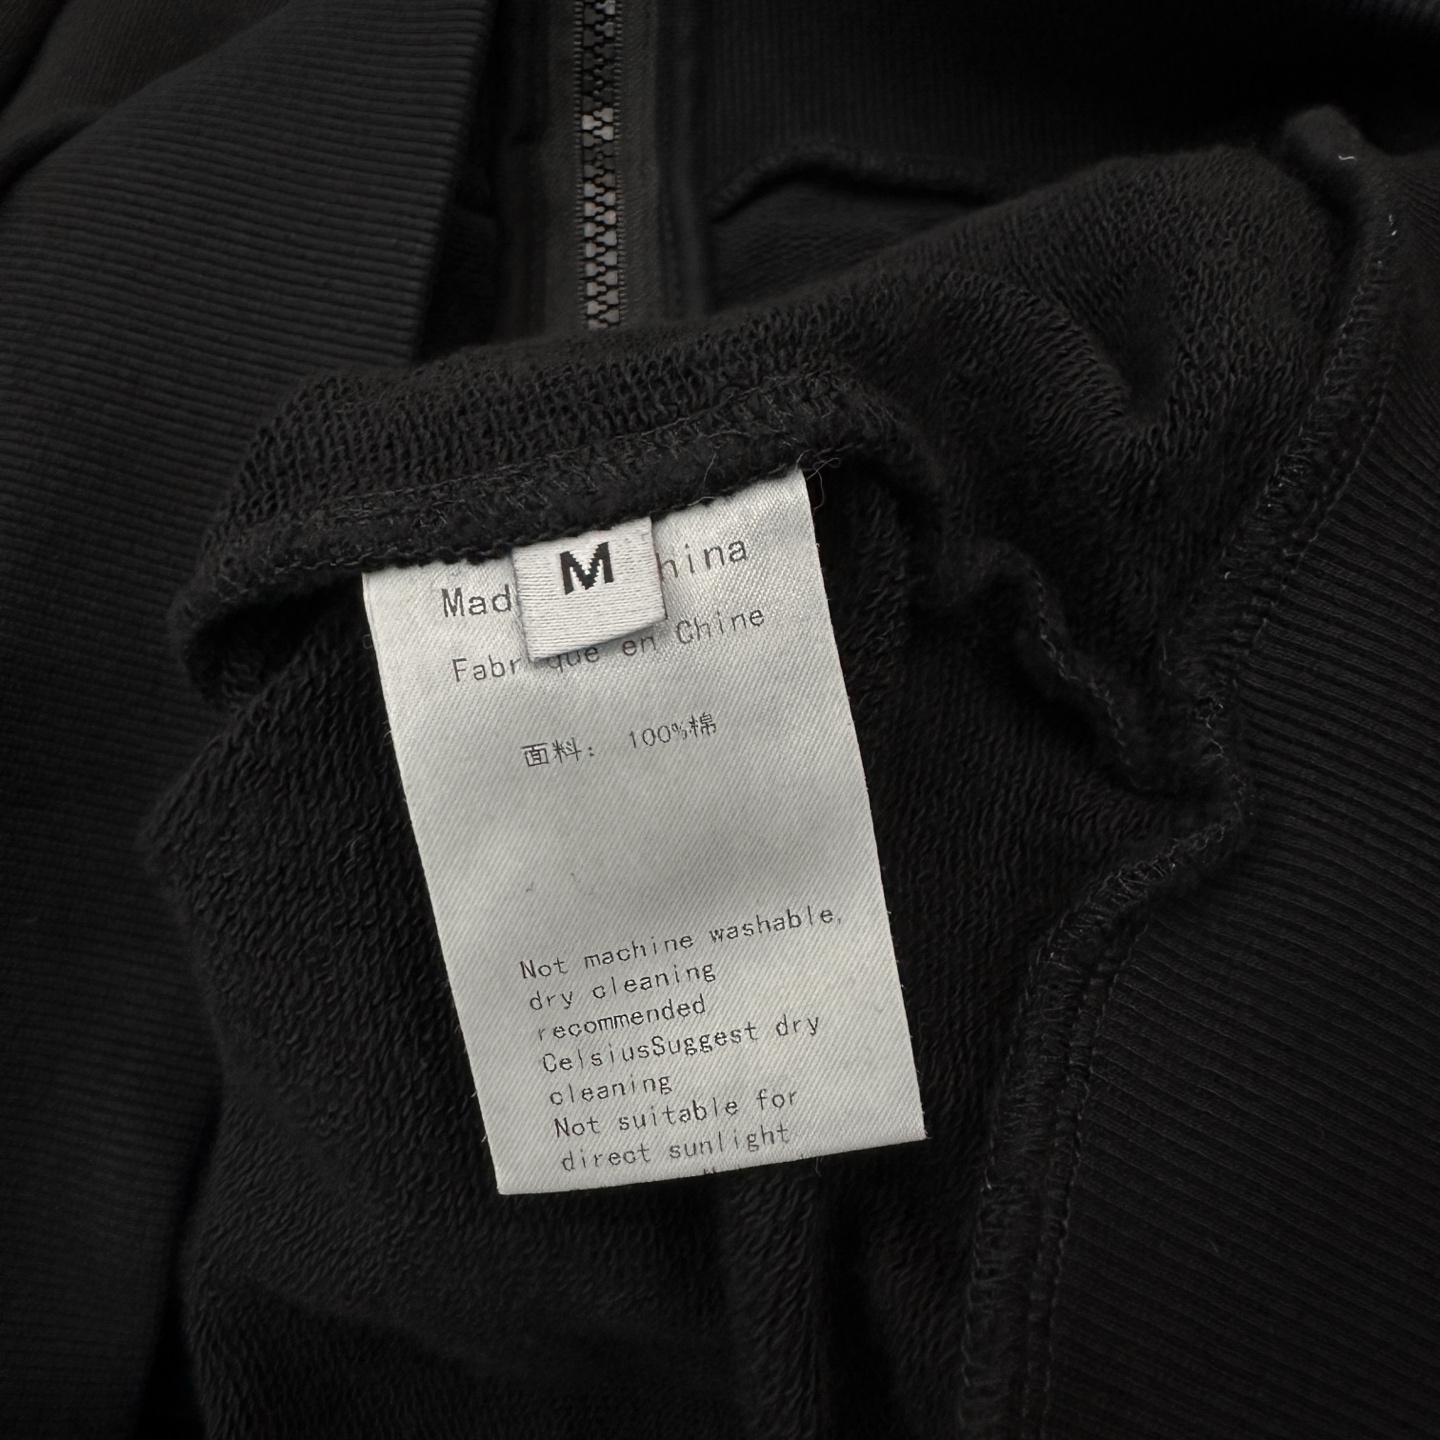 M
Mad hina
Fabr que en Chine
面料： 100%棉
Not machine washable,
dry cleaning
recommended
CelsiusSuggest dry
cleaning
Not suitable for
direct sunlight